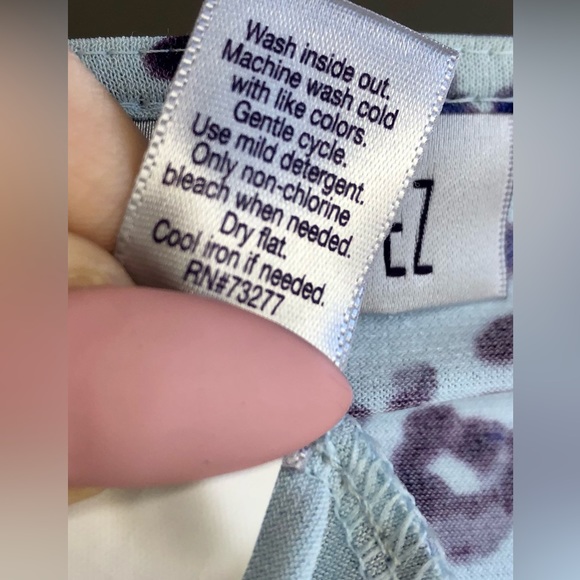 Wash inside out.
Machine wash cold
with like colors.
Gentle cycle.
Use mild detergent.
Only non-chlorine
bleach when needed.
Dry flat.
Cool iron if needed.
RN#73277
EZ